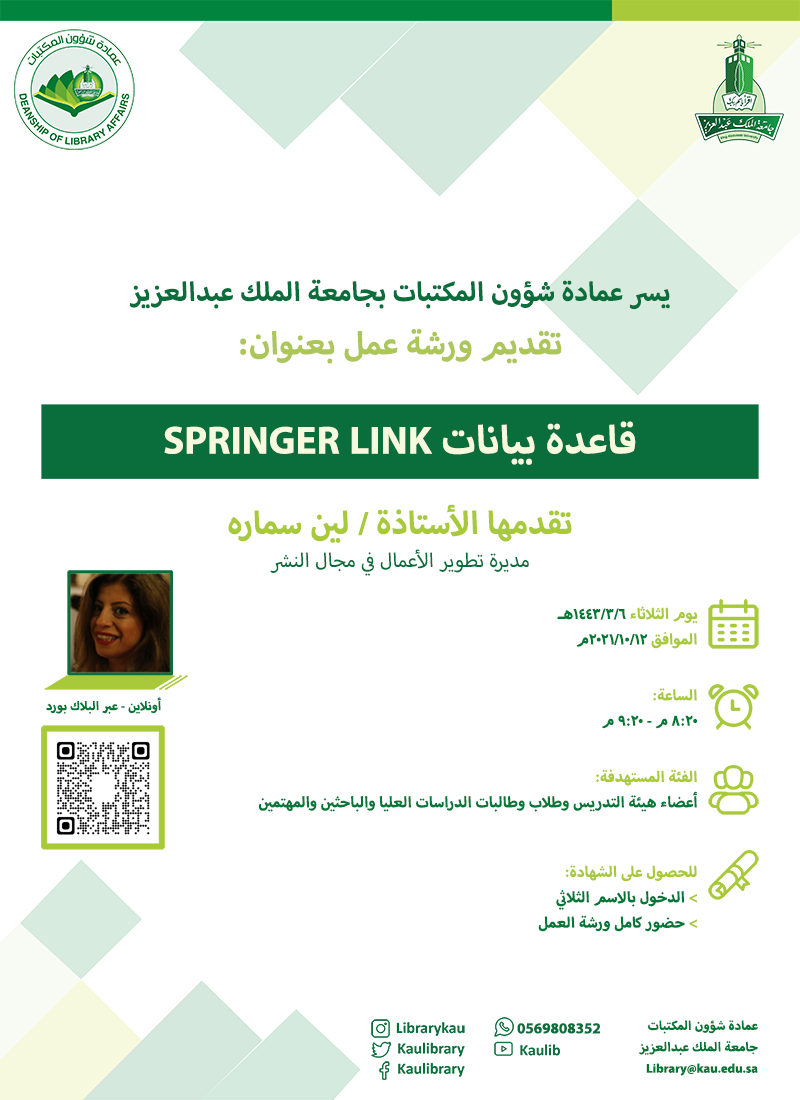 عمادة شؤون المكتبات
DEANSHIP OF LIBRARY AFFAIRS
جامعة الملك عبدالعزيز
يسر عمادة شؤون المكتبات بجامعة الملك عبدالعزيز
تقديم ورشة عمل بعنوان:
قاعدة بيانات SPRINGER LINK
تقدمها الأستاذة / لين سماره
مديرة تطوير الأعمال في مجال النشر
يوم الثلاثاء ١٤٤٣/٣/٦هـ
الموافق ٢٠٢١/١٠/١٢م
الساعة:
٨:٢٠ م - ٩:٢٠ م
الفئة المستهدفة:
أعضاء هيئة التدريس وطلاب وطالبات الدراسات العليا والباحثين والمهتمين
للحصول على الشهادة:
> الدخول بالاسم الثلاثي
> حضور كامل ورشة العمل
أونلاين - عبر البلاك بورد
عمادة شؤون المكتبات
جامعة الملك عبدالعزيز
Library@kau.edu.sa
0569808352
Kaulib
Librarykau
Kaulibrary
Kaulibrary